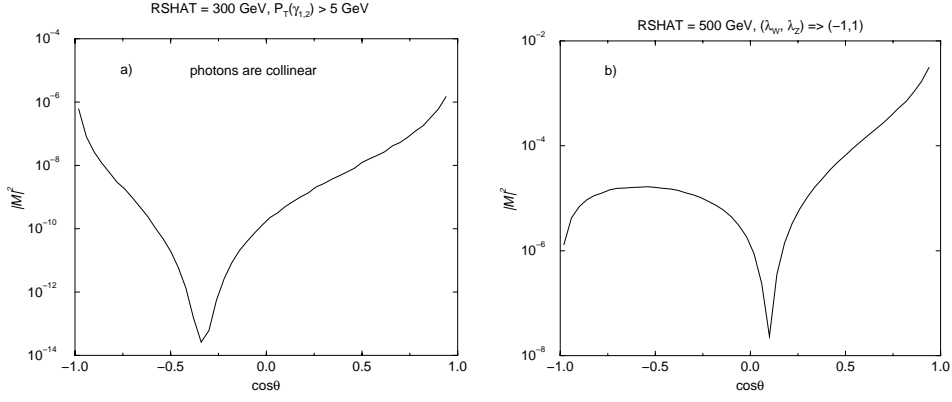 RSHAT = 300 GeV, P_T(γ_1,2) > 5 GeV
a)
photons are collinear
|M|^2
10^−4
10^−6
10^−8
10^−10
10^−12
10^−14
−1.0 −0.5 0.0 0.5 1.0
cosθ
RSHAT = 500 GeV, (λ_W, λ_Z) => (-1,1)
b)
|M|^2
10^−2
10^−4
10^−6
10^−8
−1.0 −0.5 0.0 0.5 1.0
cosθ